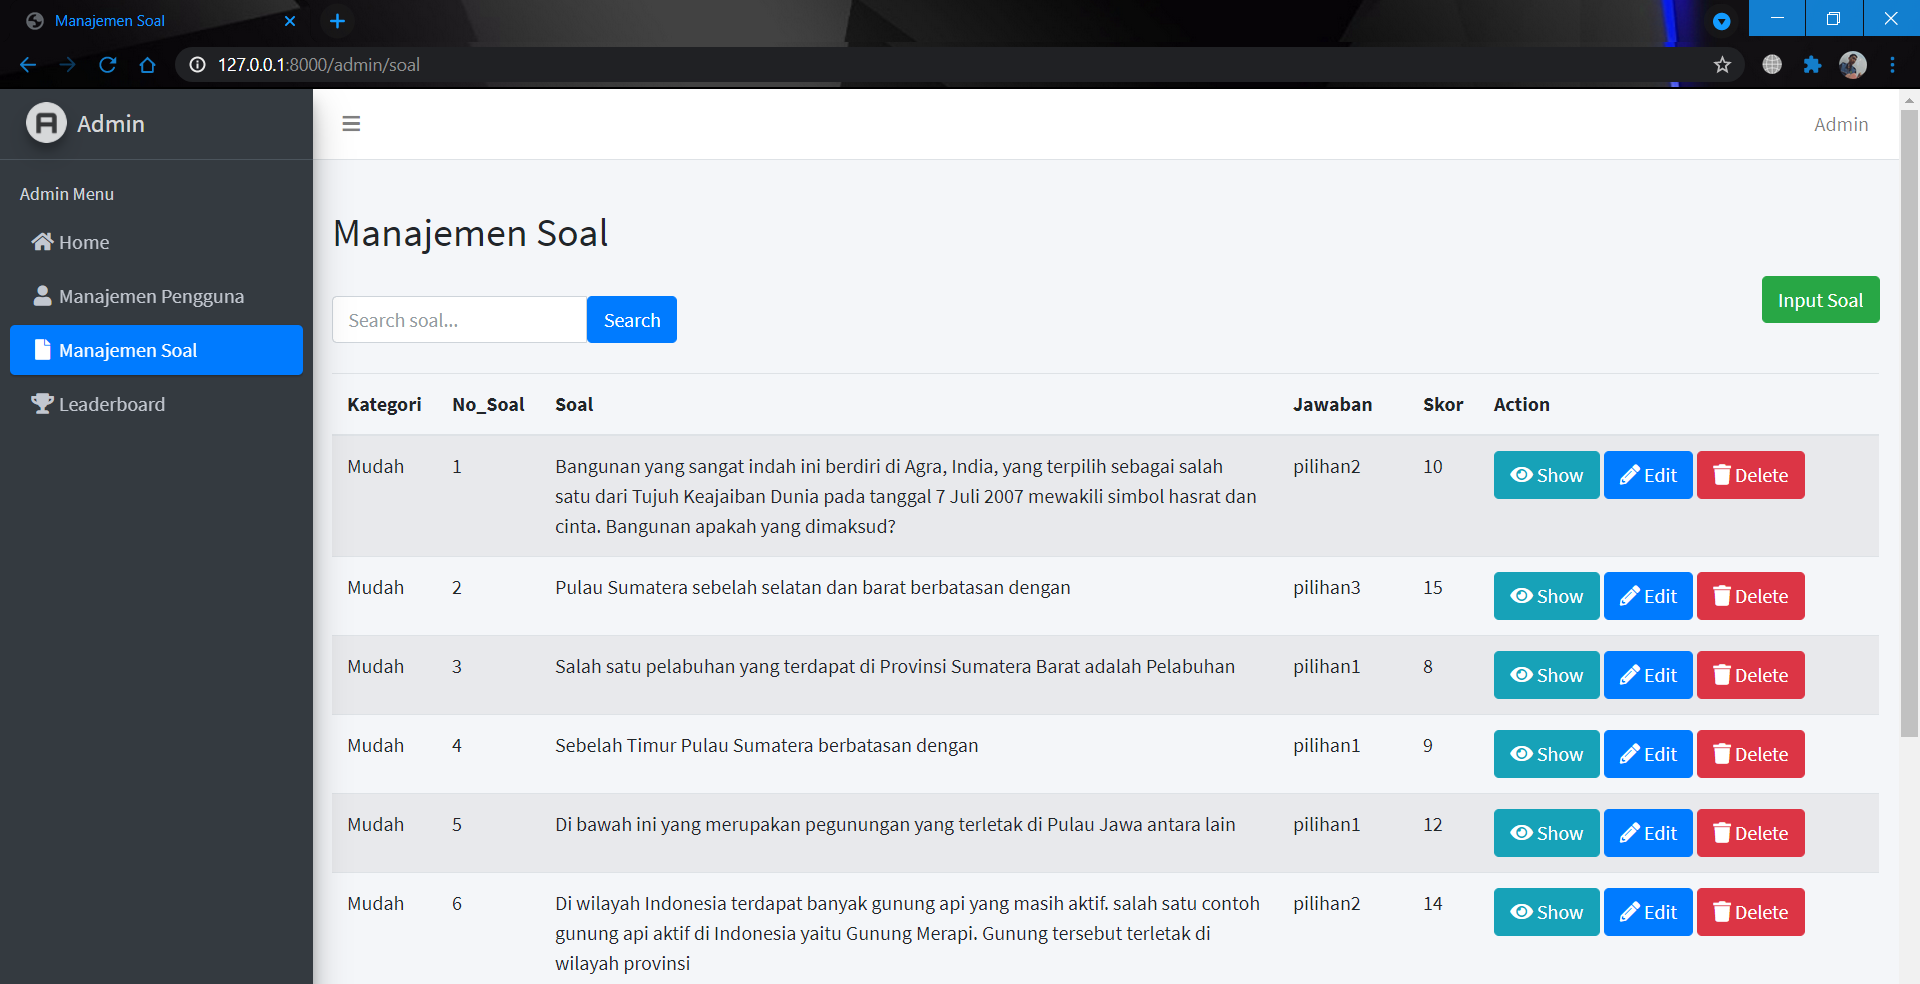 Manajemen Soal
127.0.0.1:8000/admin/soal
Admin
Admin
Admin Menu
Home
Manajemen Pengguna
Manajemen Soal
Leaderboard
Manajemen Soal
Search soal... Search
Input Soal
Kategori No_Soal Soal Jawaban Skor Action
Mudah 1 Bangunan yang sangat indah ini berdiri di Agra, India, yang terpilih sebagai salah pilihan2 10 Show Edit Delete
satu dari Tujuh Keajaiban Dunia pada tanggal 7 Juli 2007 mewakili simbol hasrat dan
cinta. Bangunan apakah yang dimaksud?
Mudah 2 Pulau Sumatera sebelah selatan dan barat berbatasan dengan pilihan3 15 Show Edit Delete
Mudah 3 Salah satu pelabuhan yang terdapat di Provinsi Sumatera Barat adalah Pelabuhan pilihan1 8 Show Edit Delete
Mudah 4 Sebelah Timur Pulau Sumatera berbatasan dengan pilihan1 9 Show Edit Delete
Mudah 5 Di bawah ini yang merupakan pegunungan yang terletak di Pulau Jawa antara lain pilihan1 12 Show Edit Delete
Mudah 6 Di wilayah Indonesia terdapat banyak gunung api yang masih aktif. salah satu contoh pilihan2 14 Show Edit Delete
gunung api aktif di Indonesia yaitu Gunung Merapi. Gunung tersebut terletak di
wilayah provinsi